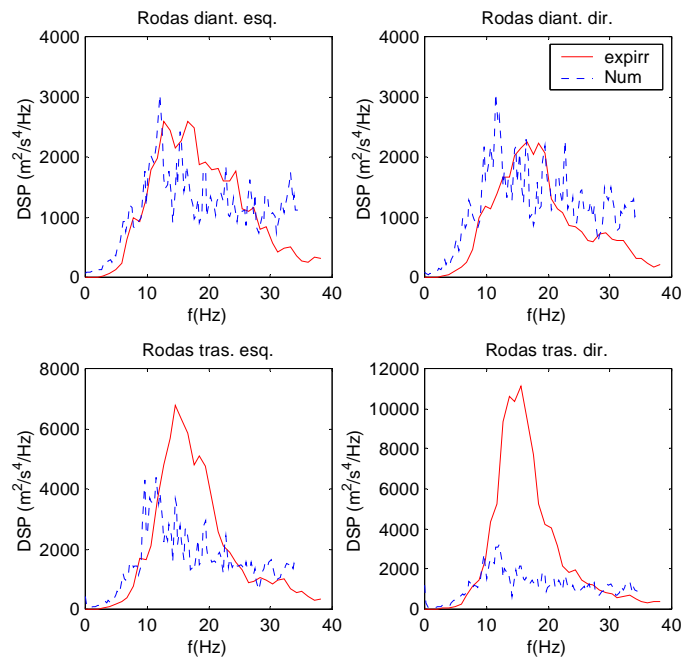 Rodas diant. esq.
4000
3000
2000
1000
0
DSP (m²/s⁴/Hz)
0 10 20 30 40
f(Hz)
Rodas diant. dir.
expirr
Num
4000
3000
2000
1000
0
DSP (m²/s⁴/Hz)
0 10 20 30 40
f(Hz)
Rodas tras. esq.
8000
6000
4000
2000
0
DSP (m²/s⁴/Hz)
0 10 20 30 40
f(Hz)
Rodas tras. dir.
12000
10000
8000
6000
4000
2000
0
DSP (m²/s⁴/Hz)
0 10 20 30 40
f(Hz)